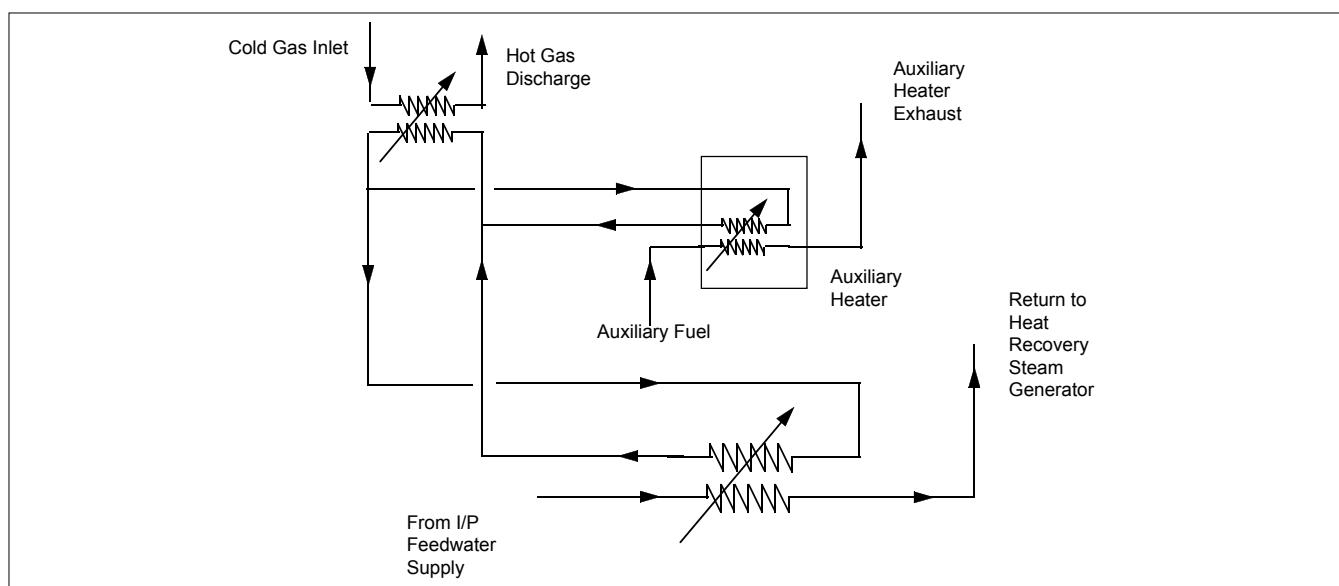 Cold Gas Inlet
Hot Gas
Discharge
Auxiliary
Heater
Exhaust
Auxiliary
Heater
Auxiliary Fuel
Return to
Heat
Recovery
Steam
Generator
From I/P
Feedwater
Supply